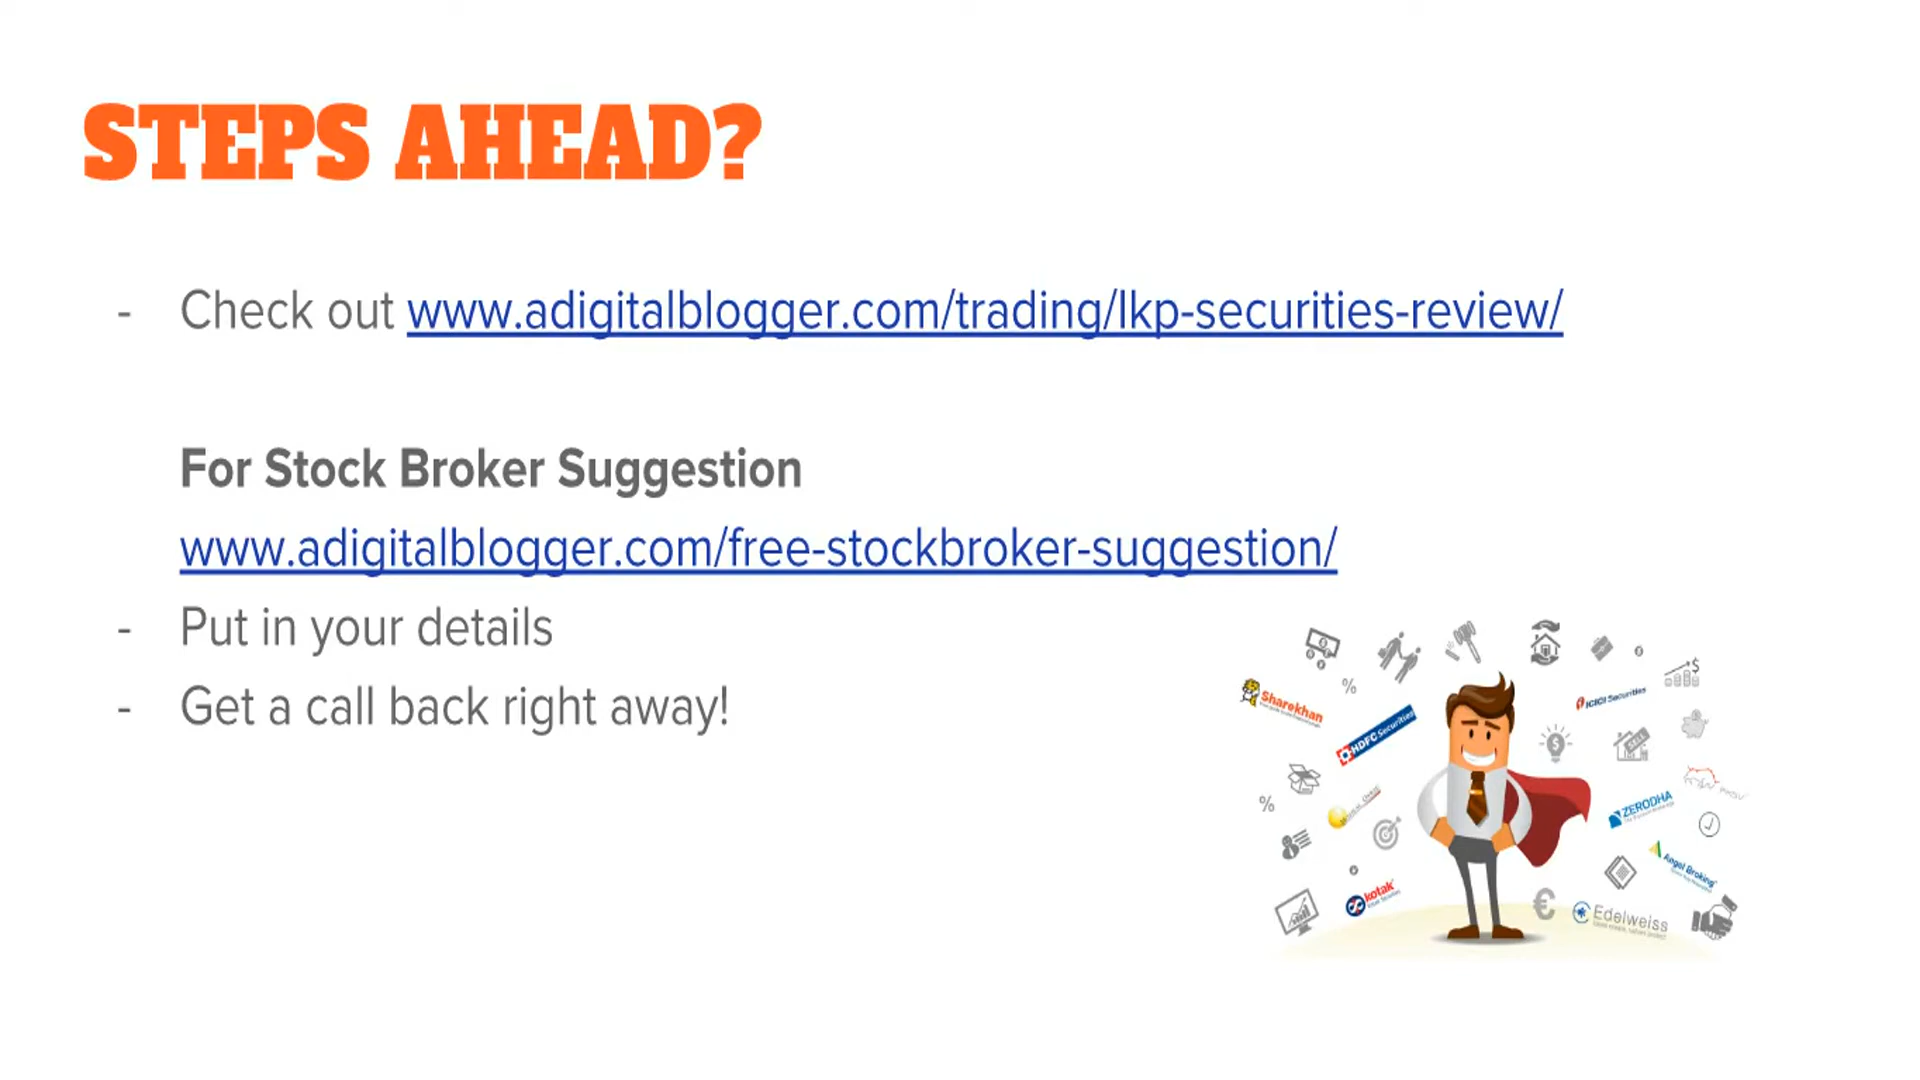 STEPS AHEAD?
- Check out www.adigitalblogger.com/trading/lkp-securities-review/
For Stock Broker Suggestion
www.adigitalblogger.com/free-stockbroker-suggestion/
- Put in your details
- Get a call back right away!
Sharekhan
HDFC Securities
ICICI Securities
%
%
ZERODHA
Angel Broking
kotak
€
Edelweiss
SELL